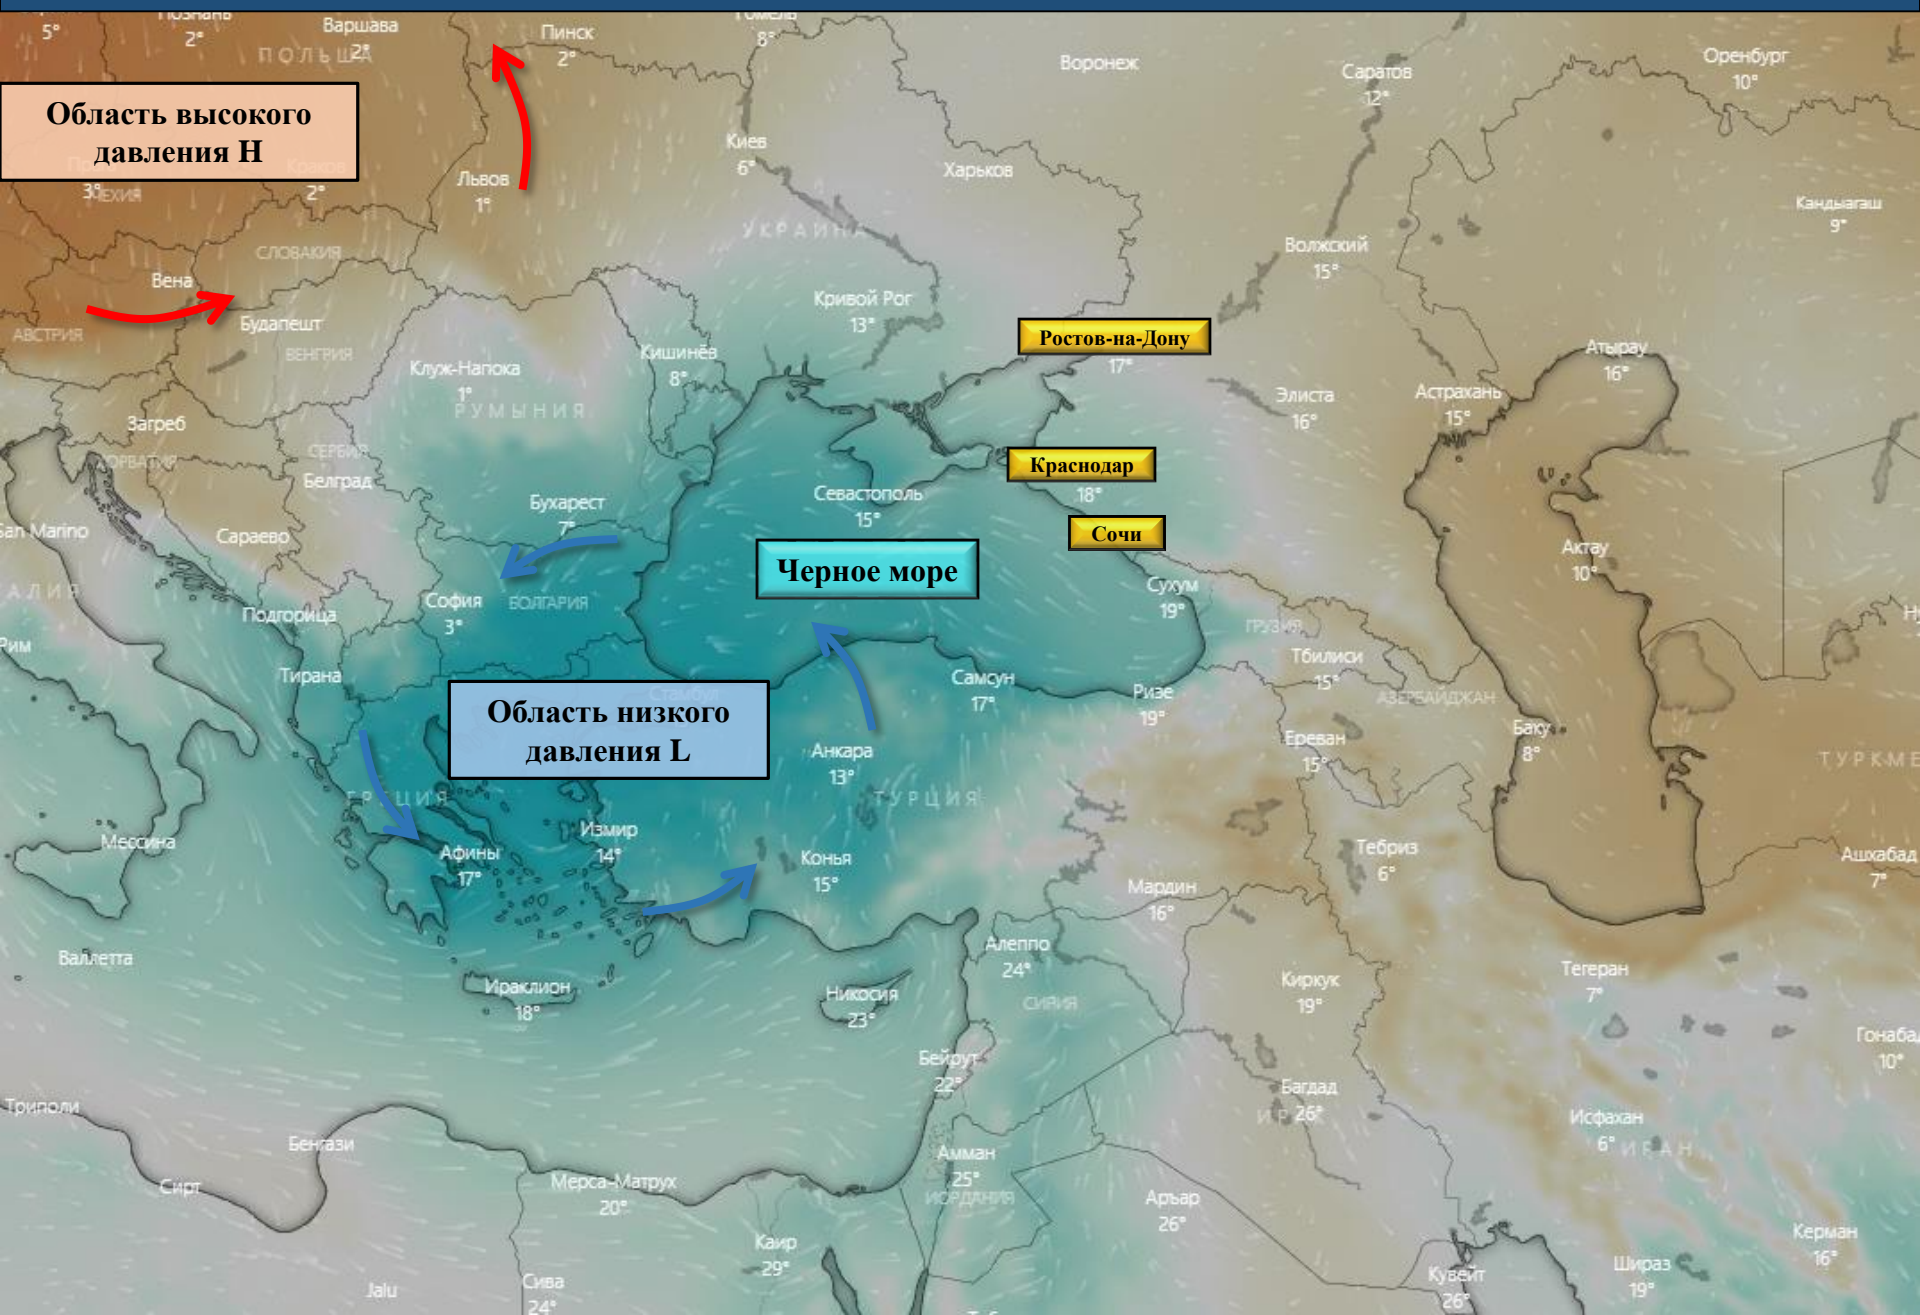 5°
Познань
2°
Варшава
2°
ПОЛЬША
Пинск
2°
Гомель
8°
Воронеж
Саратов
12°
Оренбург
10°
Область высокого
давления H
3°
ЧЕХИЯ
Краков
2°
Львов
1°
Киев
6°
Харьков
Кандыагаш
9°
УКРАИНА
СЛОВАКИЯ
Вена
Волжский
15°
Кривой Рог
13°
АВСТРИЯ
Будапешт
ВЕНГРИЯ
Ростов-на-Дону
17°
Кишинёв
8°
Клуж-Напока
1°
РУМЫНИЯ
Атырау
16°
Элиста
16°
Астрахань
15°
Загреб
ХОРВАТИЯ
СЕРБИЯ
Белград
Краснодар
18°
Севастополь
15°
Бухарест
7°
San Marino
Сараево
Сочи
Черное море
Актау
10°
Сухум
19°
АЛИЯ
София
3°
БОЛГАРИЯ
Подгорица
ГРУЗИЯ
Рим
Тбилиси
15°
Тирана
Стамбул
Самсун
17°
Ризе
19°
АЗЕРБАЙДЖАН
Область низкого
давления L
Баку
8°
Ереван
15°
Анкара
13°
ТУРКМЕ
ГРЕЦИЯ
ТУРЦИЯ
Измир
14°
Мессина
Афины
17°
Конья
15°
Тебриз
6°
Ашхабад
7°
Мардин
16°
Валлетта
Алеппо
24°
Ираклион
18°
Никосия
23°
СИРИЯ
Киркук
19°
Тегеран
7°
Гонабад
10°
Бейрут
22°
Багдад
26°
ИРАК
Триполи
Бенгази
Исфахан
6°
ИРАН
Амман
25°
ИОРДАНИЯ
Сирт
Мерса-Матрух
20°
Аръар
26°
Каир
29°
Керман
16°
Jalu
Сива
24°
Кувейт
26°
Шираз
19°